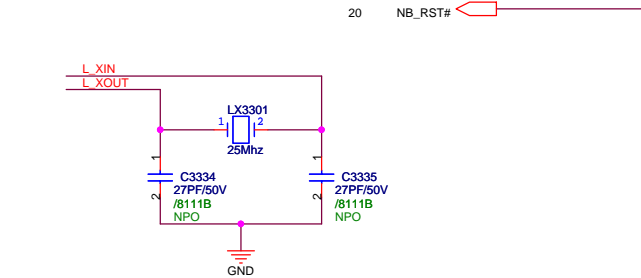 20 NB_RST#
L_XIN
L_XOUT
LX3301
1 2
25Mhz
1 1
C3334 C3335
27PF/50V 27PF/50V
2 2
/8111B /8111B
NPO NPO
GND